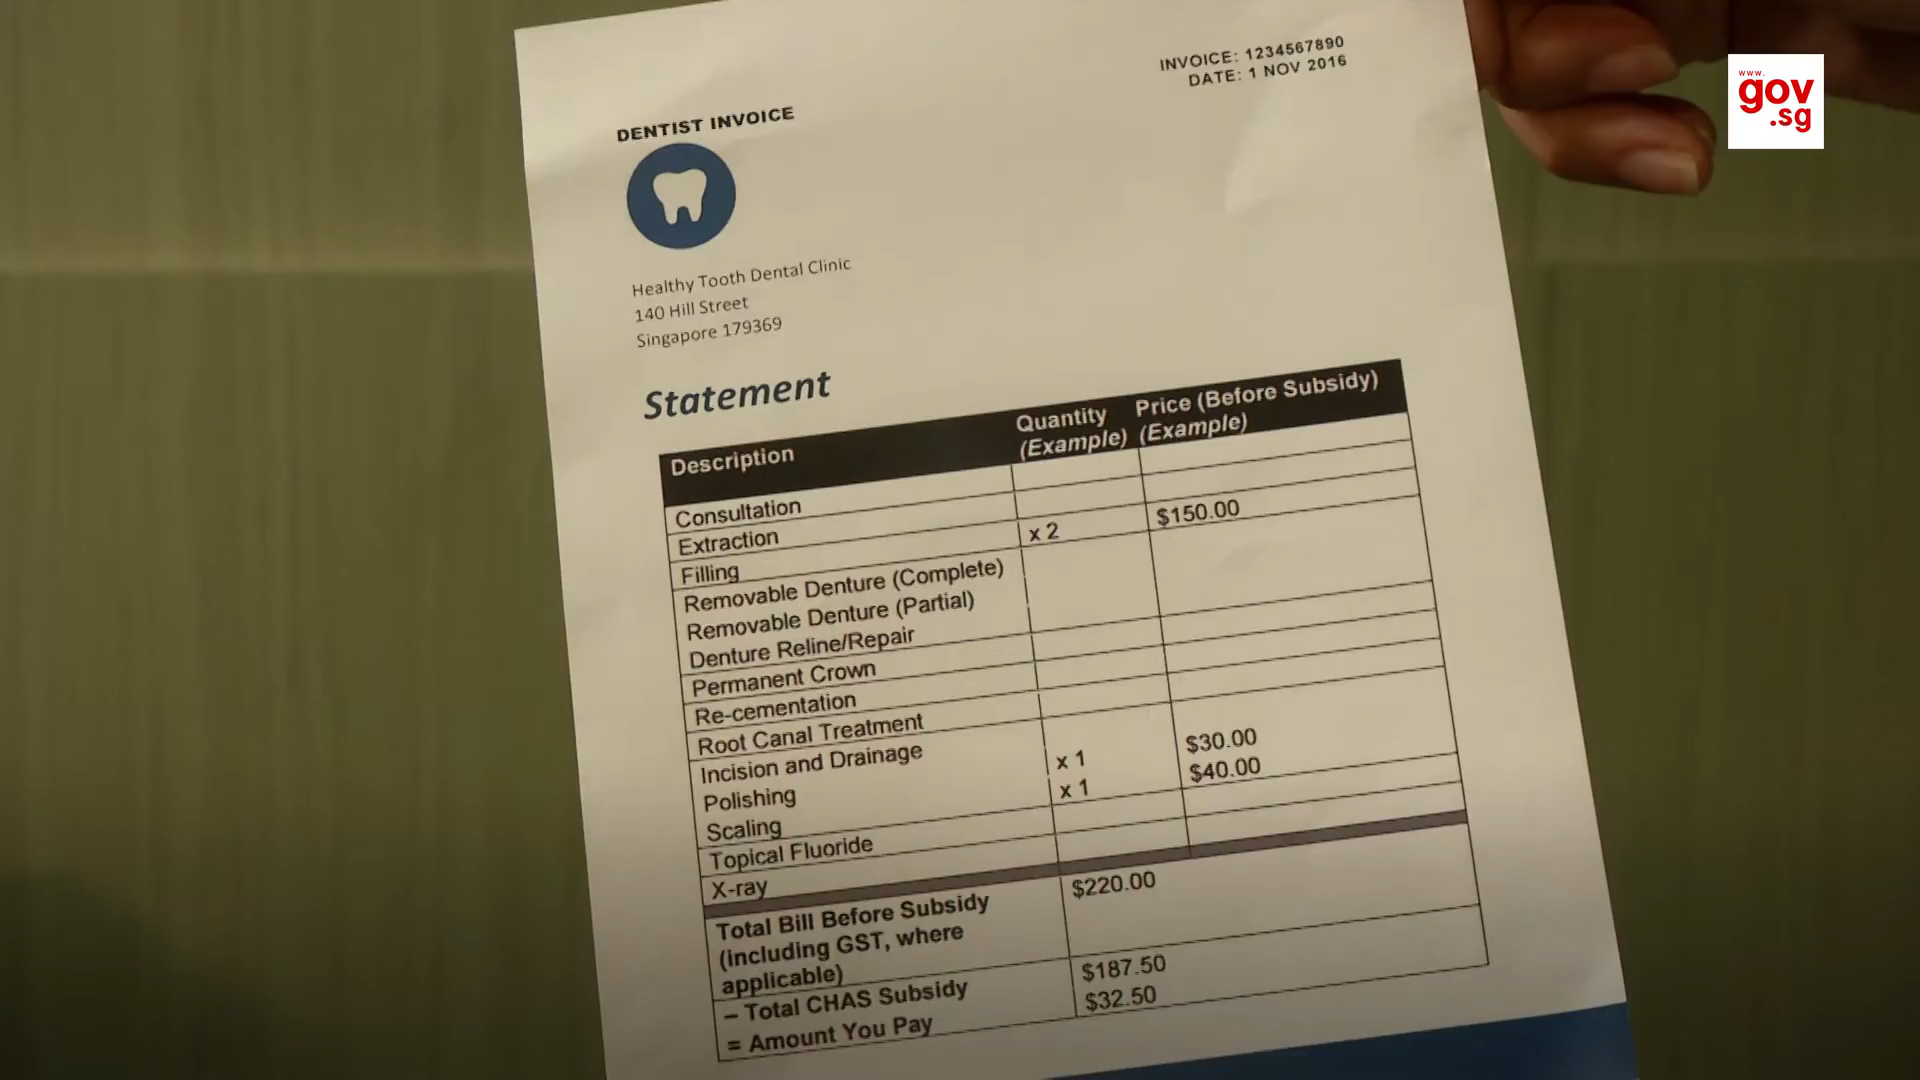 INVOICE: 1234567890
DATE: 1 NOV 2016
www.
gov
.sg
DENTIST INVOICE
Healthy Tooth Dental Clinic
140 Hill Street
Singapore 179369
Statement
Description Quantity (Example) Price (Before Subsidy) (Example)
Consultation
Extraction
Filling x 2 $150.00
Removable Denture (Complete)
Removable Denture (Partial)
Denture Reline/Repair
Permanent Crown
Re-cementation
Root Canal Treatment
Incision and Drainage
Polishing x 1 $30.00
Scaling x 1 $40.00
Topical Fluoride
X-ray
Total Bill Before Subsidy $220.00
(including GST, where
applicable)
– Total CHAS Subsidy $187.50
= Amount You Pay $32.50